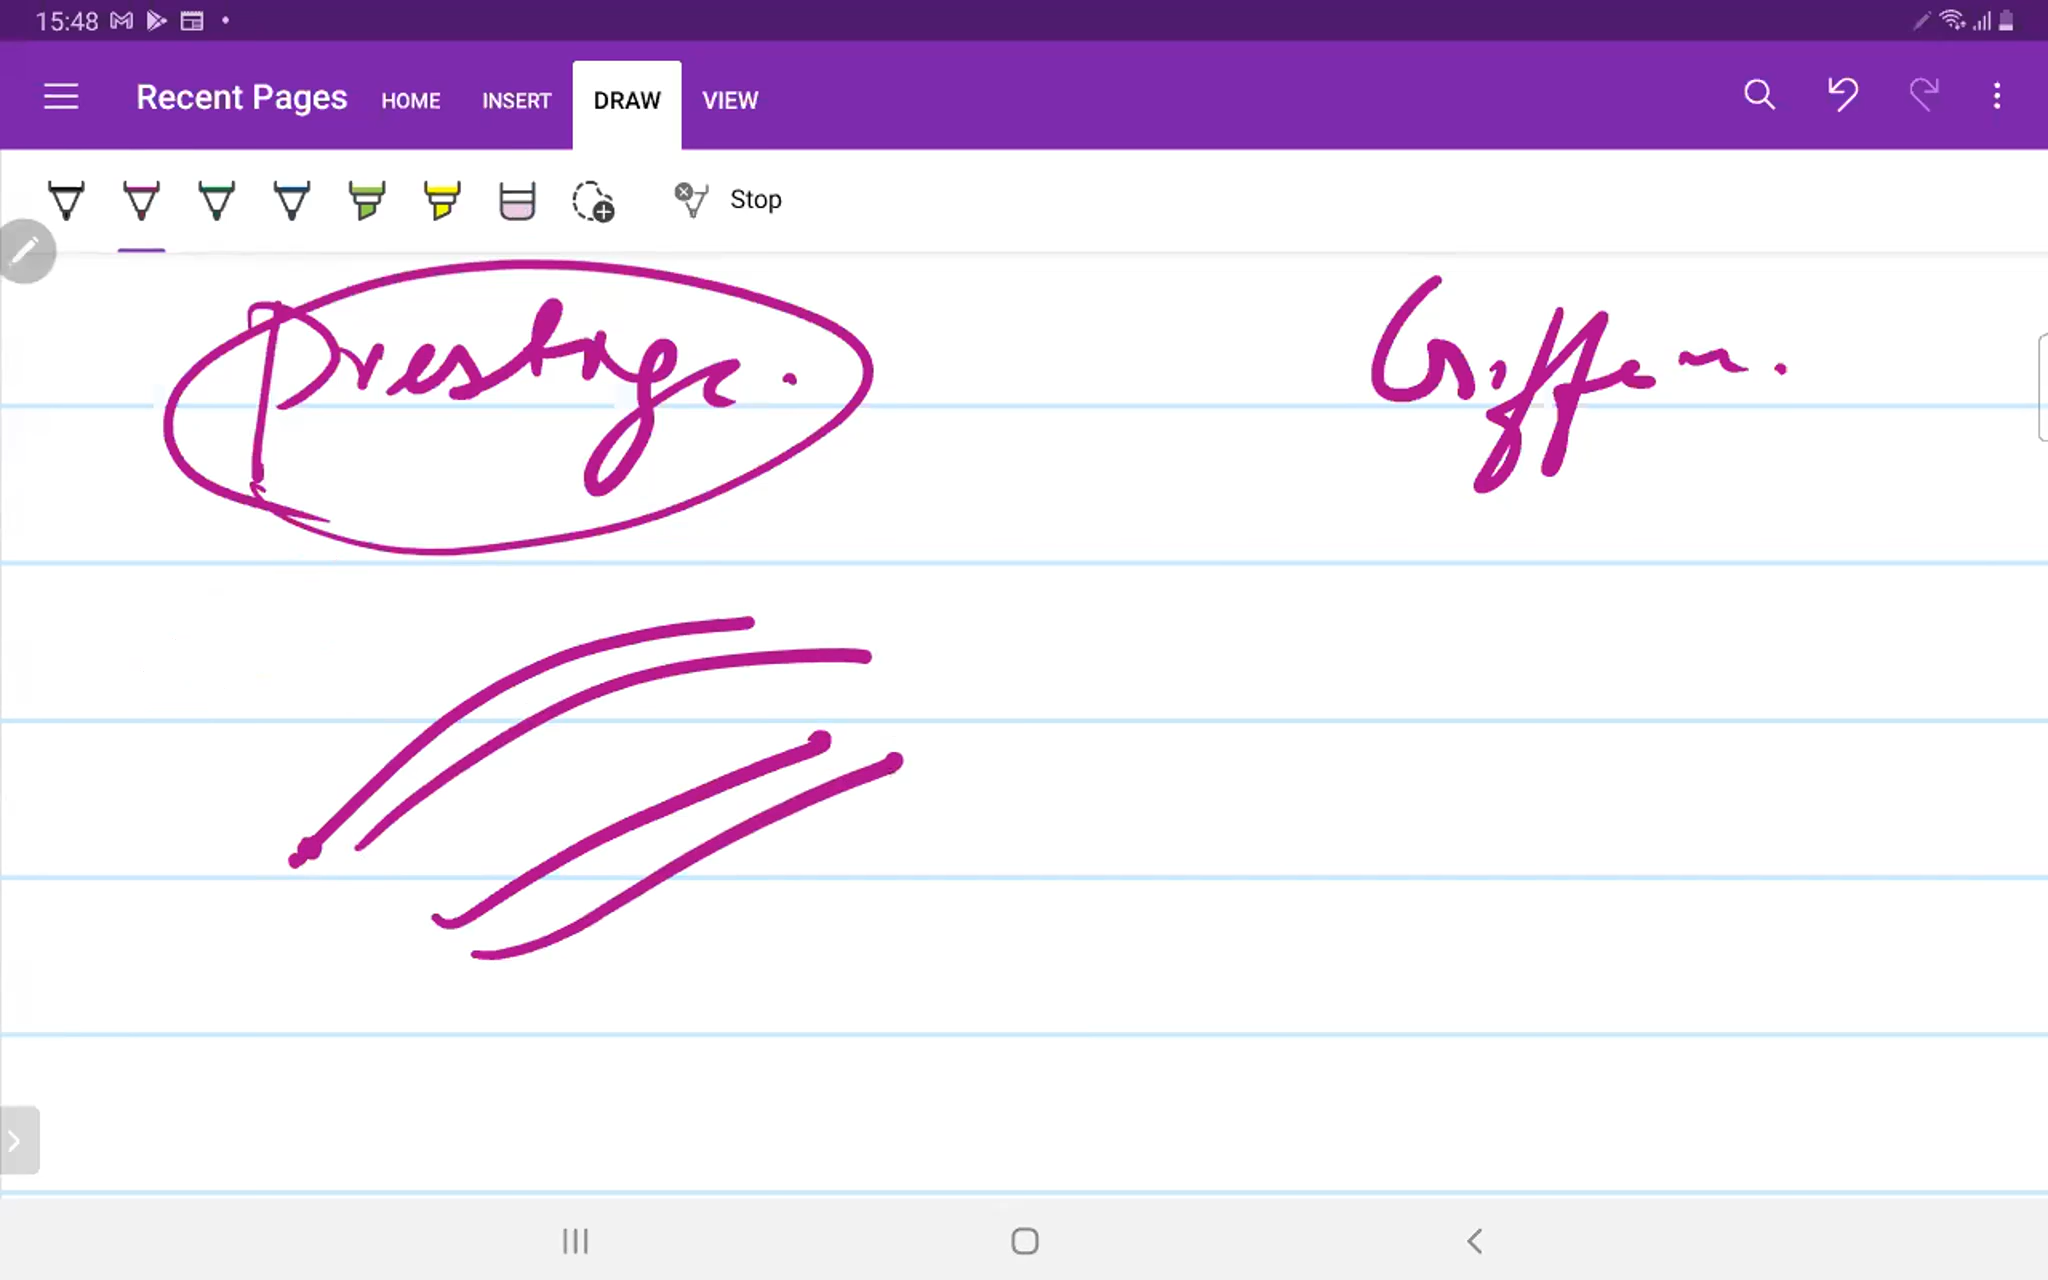 15:48
Recent Pages HOME INSERT DRAW VIEW
Stop
Prestige. Giffen.